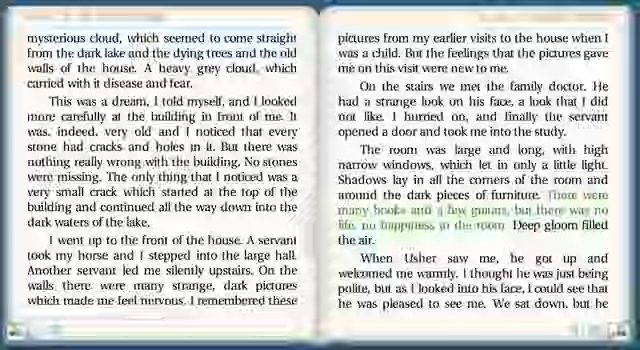 mysterious cloud, which seemed to come straight
from the dark lake and the dying trees and the old
walls of the house. A heavy grey cloud, which
carried with it disease and fear.
This was a dream, I told myself, and I looked
more carefully at the building in front of me. It
was, indeed, very old and I noticed that every
stone had cracks and holes in it. But there was
nothing really wrong with the building. No stones
were missing. The only thing that I noticed was a
very small crack which started at the top of the
building and continued all the way down into the
dark waters of the lake.
I went up to the front of the house. A servant
took my horse and I stepped into the large hall.
Another servant led me silently upstairs. On the
walls there were many strange, dark pictures
which made me feel nervous. I remembered these
pictures from my earlier visits to the house when I
was a child. But the feelings that the pictures gave
me on this visit were new to me.
On the stairs we met the family doctor. He
had a strange look on his face, a look that I did
not like. I hurried on, and finally the servant
opened a door and took me into the study.
The room was large and long, with high
narrow windows, which let in only a little light.
Shadows lay in all the corners of the room and
around the dark pieces of furniture. There were
many books and a few guitars, but there was no
life, no happiness in the room. Deep gloom filled
the air.
When Usher saw me, he got up and
welcomed me warmly. I thought he was just being
polite, but as I looked into his face, I could see that
he was pleased to see me. We sat down, but he